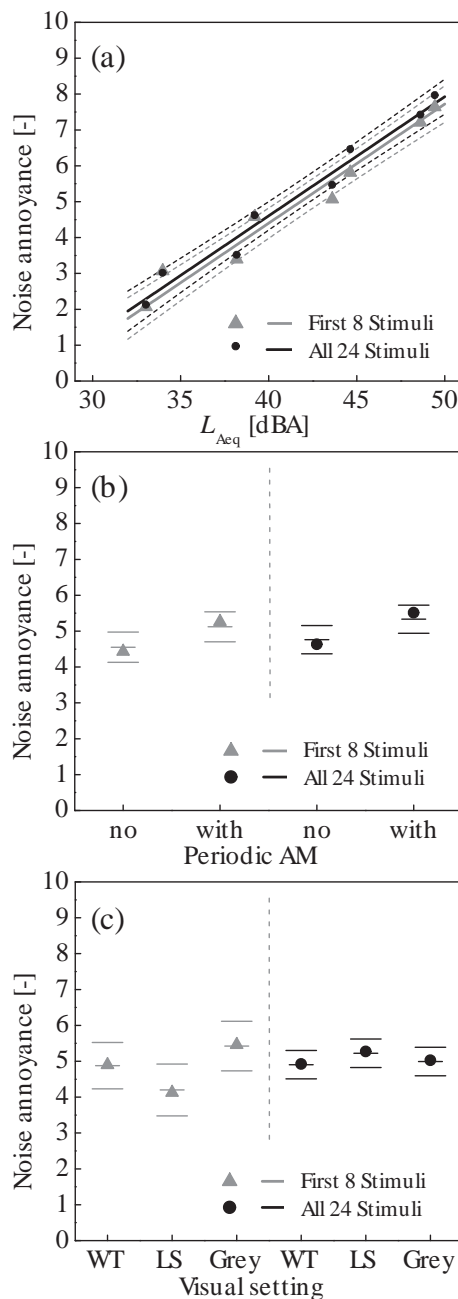 10
9
8
7
6
5
4
3
2
1
0
Noise annoyance [-]
(a)
First 8 Stimuli
All 24 Stimuli
30 35 40 45 50
L_Aeq [dBA]
10
9
8
7
6
5
4
3
2
1
0
Noise annoyance [-]
(b)
First 8 Stimuli
All 24 Stimuli
no with no with
Periodic AM
10
9
8
7
6
5
4
3
2
1
0
Noise annoyance [-]
(c)
First 8 Stimuli
All 24 Stimuli
WT LS Grey WT LS Grey
Visual setting